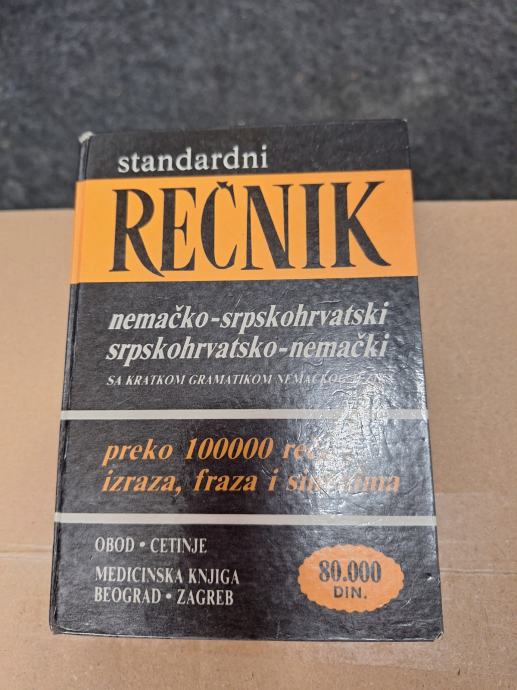 standardni
REČNIK
nemačko-srpskohrvatski
srpskohrvatsko-nemački
SA KRATKOM GRAMATIKOM NEMAČKOG
preko 100000
izraza, fraza i
OBOD • CETINJE
MEDICINSKA KNJIGA
BEOGRAD • ZAGREB
80.000
DIN.